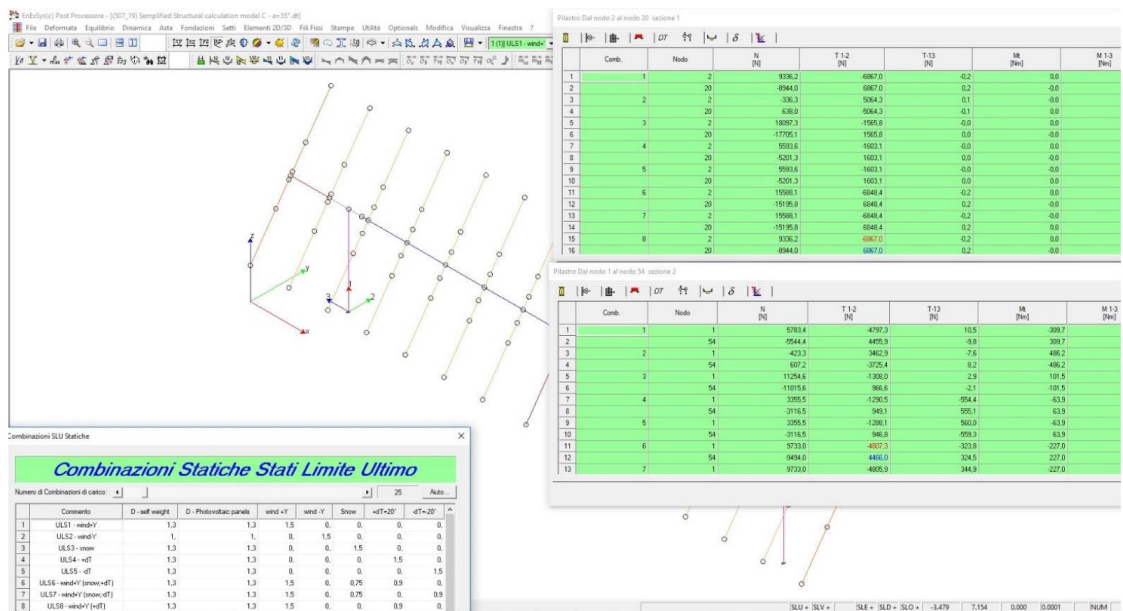 EnExSys(c) Post Processore - [(507_19) Semplified Structural calculation model C - a=55°.dt]
File Deformate Equilibrio Dinamica Aste Fondazioni Setti Elementi 2D/3D Fili Fissi Stampe Utilità Optionals Modifica Visualizza Finestra ?
1 (1)| ULS1 - wind+Y
z
y
x
1
2
3
Pilastro Dal nodo 2 al nodo 20 sezione 1
DT δ
Comb. Nodo N [N] T 1-2 [N] T-13 [N] Mt [Nm] M 1-3 [Nm]
1 1 2 9336,2 -6867,0 -0,2 0,0
2 20 -8944,0 6867,0 0,2 -0,0
3 2 2 -336,3 5064,3 0,1 -0,0
4 20 638,0 -5064,3 -0,1 0,0
5 3 2 18097,3 -1565,8 -0,0 0,0
6 20 -17705,1 1565,8 0,0 -0,0
7 4 2 5593,6 -1603,1 -0,0 0,0
8 20 -5201,3 1603,1 0,0 -0,0
9 5 2 5593,6 -1603,1 -0,0 0,0
10 20 -5201,3 1603,1 0,0 -0,0
11 6 2 15588,1 -6848,4 -0,2 0,0
12 20 -15195,8 6848,4 0,2 -0,0
13 7 2 15588,1 -6848,4 -0,2 0,0
14 20 -15195,8 6848,4 0,2 -0,0
15 8 2 9336,2 -6867,0 -0,2 0,0
16 20 -8944,0 6867,0 0,2 -0,0
Pilastro Dal nodo 1 al nodo 54 sezione 2
DT δ
Comb. Nodo N [N] T 1-2 [N] T-13 [N] Mt [Nm] M 1-3 [Nm]
1 1 1 5783,4 -4797,3 10,5 -309,7
2 54 -5544,4 4455,9 -9,8 309,7
3 2 1 -423,3 3462,9 -7,6 486,2
4 54 607,2 -3725,4 8,2 -486,2
5 3 1 11254,6 -1308,0 2,9 101,5
6 54 -11015,6 966,6 -2,1 -101,5
7 4 1 3355,5 -1290,5 -554,4 -63,9
8 54 -3116,5 949,1 555,1 63,9
9 5 1 3355,5 -1288,1 560,0 -63,9
10 54 -3116,5 946,8 -559,3 63,9
11 6 1 9733,0 -4807,3 -323,8 -227,0
12 54 -9494,0 4466,0 324,5 227,0
13 7 1 9733,0 -4805,9 344,9 -227,0
Combinazioni SLU Statiche
Combinazioni Statiche Stati Limite Ultimo
Numero di Combinazioni di carico: 25 Auto...
Commento D - self weight D - Photovoltaic panels wind +Y wind -Y Snow +dT=20° -dT=-20°
1 ULS1 - wind+Y 1,3 1,3 1,5 0, 0, 0, 0,
2 ULS2 - wind-Y 1, 1, 0, 1,5 0, 0, 0,
3 ULS3 - snow 1,3 1,3 0, 0, 1,5 0, 0,
4 ULS4 - +dT 1,3 1,3 0, 0, 0, 1,5 0,
5 ULS5 - -dT 1,3 1,3 0, 0, 0, 0, 1,5
6 ULS6 - wind+Y (snow;+dT) 1,3 1,3 1,5 0, 0,75 0,9 0,
7 ULS7 - wind+Y (snow;-dT) 1,3 1,3 1,5 0, 0,75 0, 0,9
8 ULS8 - wind+Y (+dT) 1,3 1,3 1,5 0, 0, 0,9 0,
SLU + SLV + SLE + SLD + SLO + -3.479 7.154 0.000 0.0001 NUM